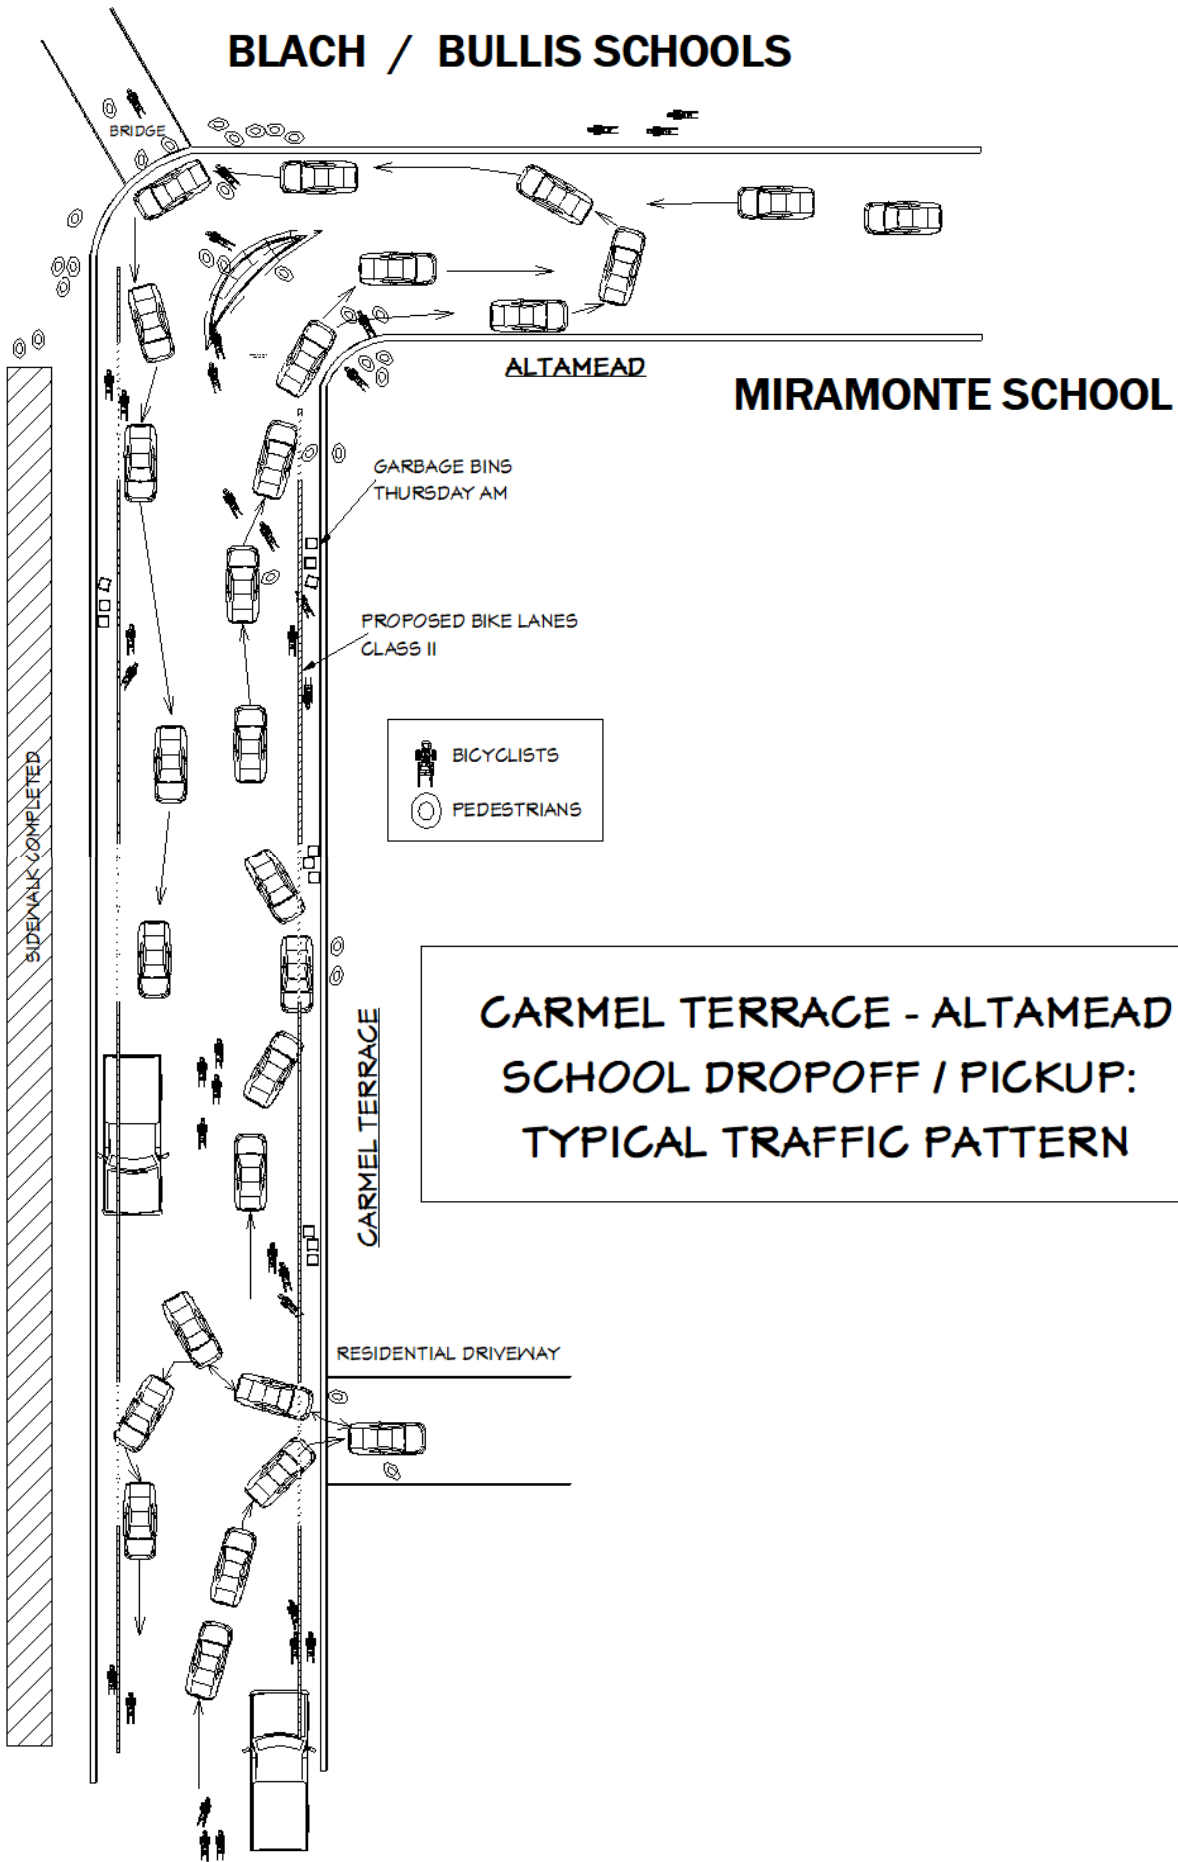 BLACH / BULLIS SCHOOLS
BRIDGE
ALTAMEAD
MIRAMONTE SCHOOL
GARBAGE BINS
THURSDAY AM
PROPOSED BIKE LANES
CLASS II
BICYCLISTS
PEDESTRIANS
SIDEWALK COMPLETED
CARMEL TERRACE
CARMEL TERRACE - ALTAMEAD
SCHOOL DROPOFF / PICKUP:
TYPICAL TRAFFIC PATTERN
RESIDENTIAL DRIVEWAY